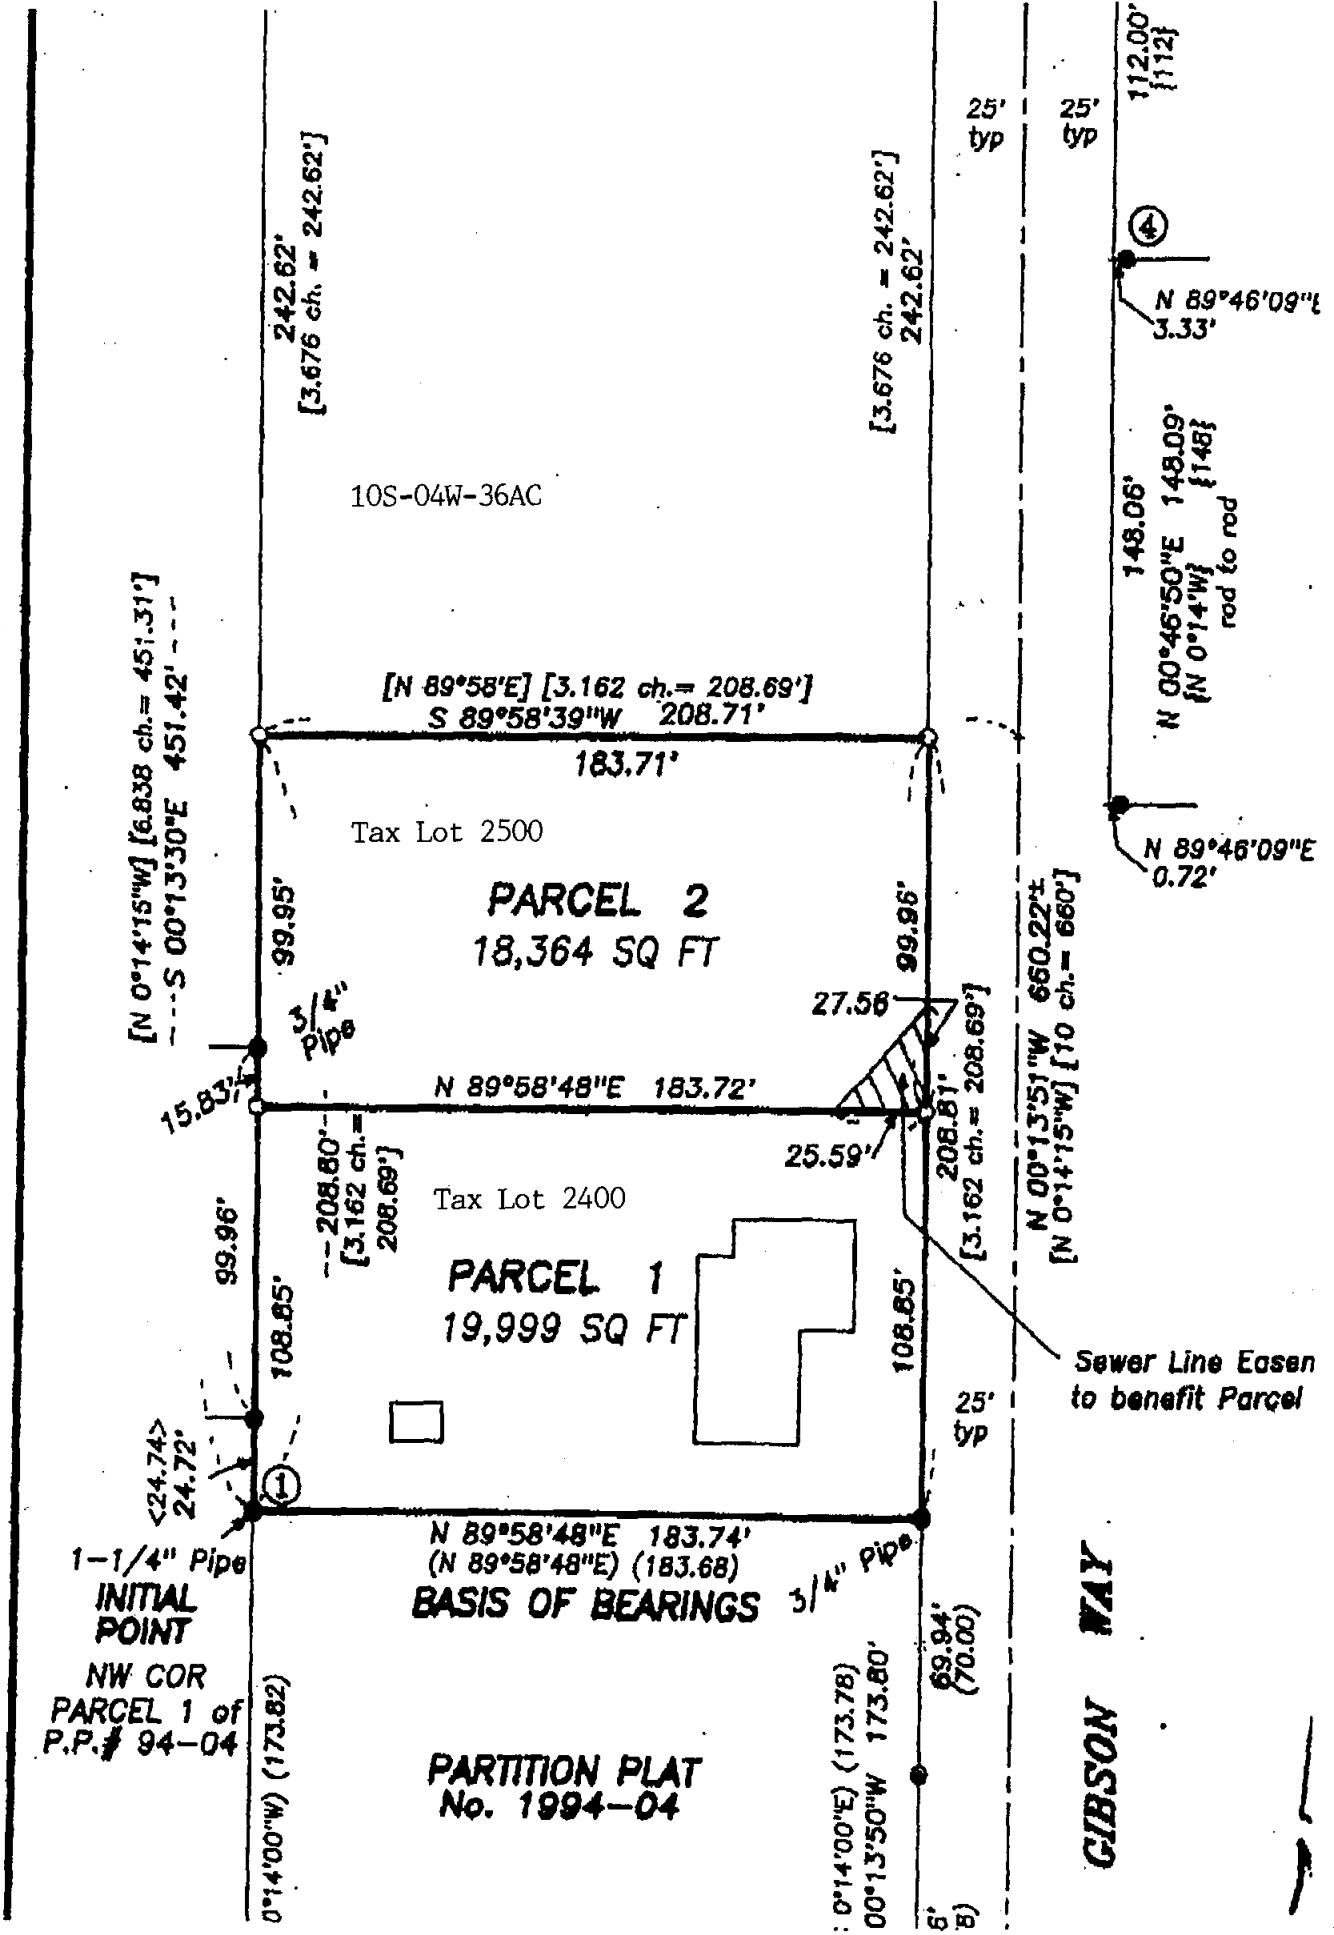 112.00'
{112}
25'
typ
25'
typ
242.62'
[3.676 ch. = 242.62']
[3.676 ch. = 242.62']
242.62'
4
N 89°46'09"E
3.33'
10S-04W-36AC
148.06'
N 00°46'50"E 148.09'
{N 0°14'W} {148}
rod to rod
[N 0°14'15"W] [6.838 ch.= 451.31']
S 00°13'30"E 451.42'
[N 89°58'E] [3.162 ch.= 208.69']
S 89°58'39"W 208.71'
183.71'
Tax Lot 2500
PARCEL 2
18,364 SQ FT
99.95'
99.96'
N 89°46'09"E
0.72'
3/4"
Pipe
27.56'
15.83'
N 89°58'48"E 183.72'
25.59'
208.81'
[3.162 ch.= 208.69']
N 00°13'51"W 660.22'±
[N 0°14'15"W] [10 ch.= 660']
208.80'
[3.162 ch.=
208.69']
Tax Lot 2400
PARCEL 1
19,999 SQ FT
99.96'
108.85'
108.85'
Sewer Line Easen
to benefit Parcel
25'
typ
<24.74>
24.72'
1
N 89°58'48"E 183.74'
(N 89°58'48"E) (183.68)
BASIS OF BEARINGS
3/4" Pipe
1-1/4" Pipe
INITIAL
POINT
NW COR
PARCEL 1 of
P.P.# 94-04
0°14'00"W) (173.82)
PARTITION PLAT
No. 1994-04
0°14'00"E) (173.78)
00°13'50"W 173.80'
69.94'
(70.00)
6'
8)
GIBSON WAY